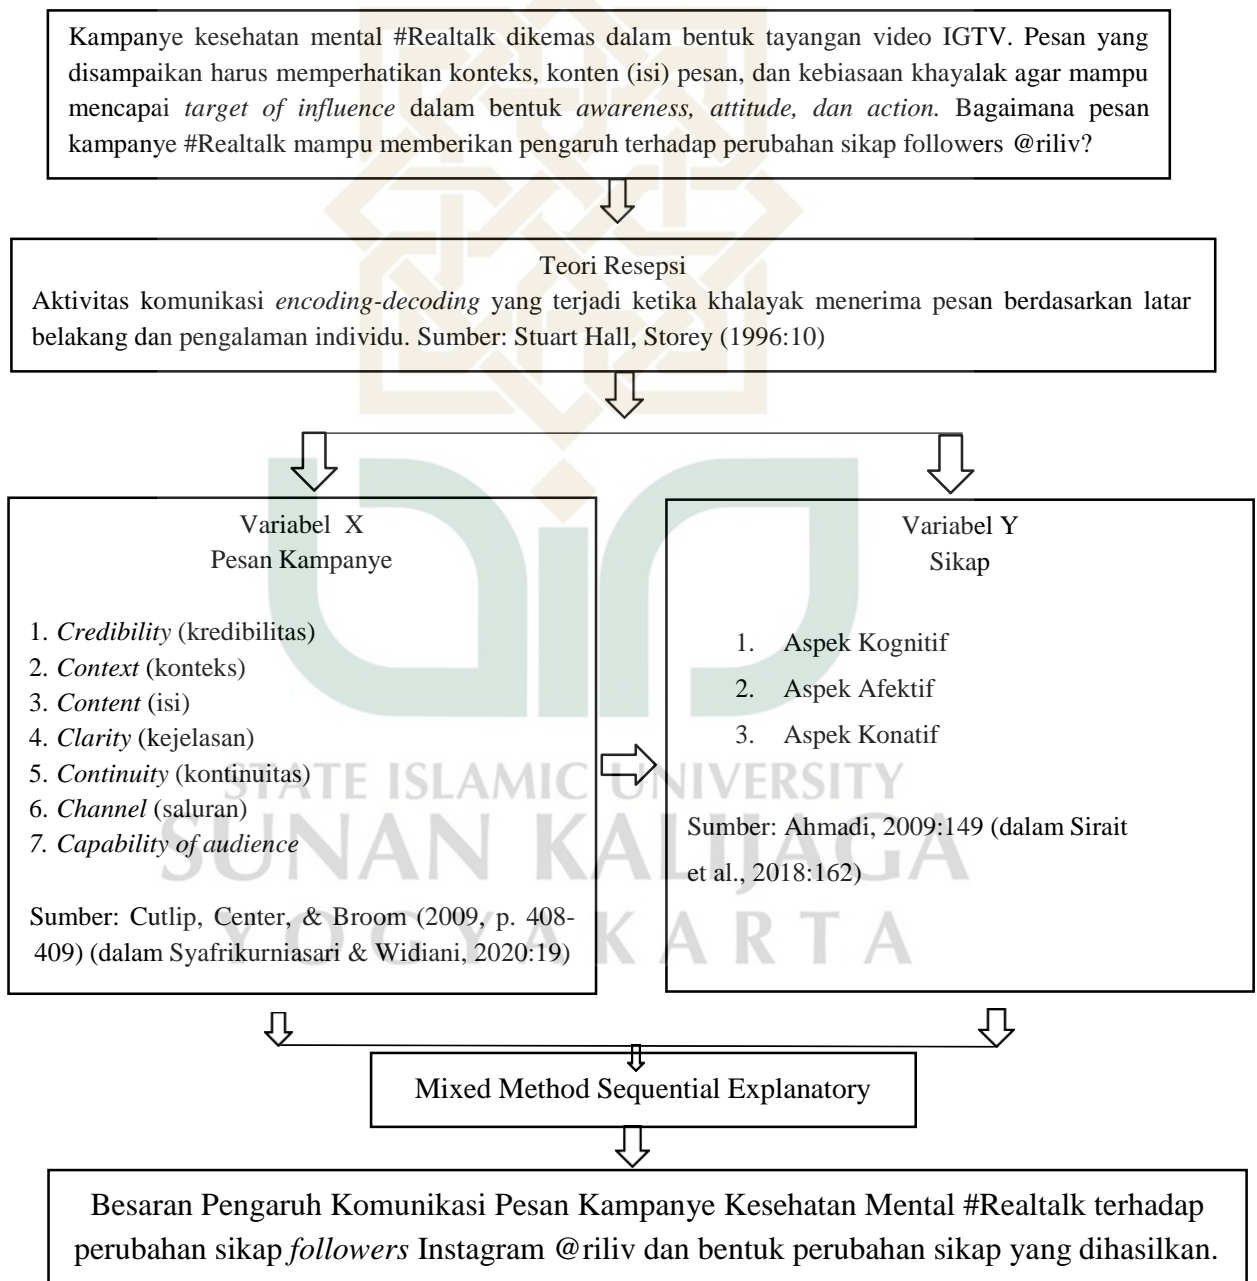 Kampanye kesehatan mental #Realtalk dikemas dalam bentuk tayangan video IGTV. Pesan yang
disampaikan harus memperhatikan konteks, konten (isi) pesan, dan kebiasaan khayalak agar mampu
mencapai target of influence dalam bentuk awareness, attitude, dan action. Bagaimana pesan
kampanye #Realtalk mampu memberikan pengaruh terhadap perubahan sikap followers @riliv?
Teori Resepsi
Aktivitas komunikasi encoding-decoding yang terjadi ketika khalayak menerima pesan berdasarkan latar
belakang dan pengalaman individu. Sumber: Stuart Hall, Storey (1996:10)
Variabel X
Pesan Kampanye
1. Credibility (kredibilitas)
2. Context (konteks)
3. Content (isi)
4. Clarity (kejelasan)
5. Continuity (kontinuitas)
6. Channel (saluran)
7. Capability of audience
Sumber: Cutlip, Center, & Broom (2009, p. 408-
409) (dalam Syafrikurniasari & Widiani, 2020:19)
Variabel Y
Sikap
1. Aspek Kognitif
2. Aspek Afektif
3. Aspek Konatif
Sumber: Ahmadi, 2009:149 (dalam Sirait
et al., 2018:162)
STATE ISLAMIC UNIVERSITY
SUNAN KALIJAGA
YOGYAKARTA
Mixed Method Sequential Explanatory
Besaran Pengaruh Komunikasi Pesan Kampanye Kesehatan Mental #Realtalk terhadap
perubahan sikap followers Instagram @riliv dan bentuk perubahan sikap yang dihasilkan.